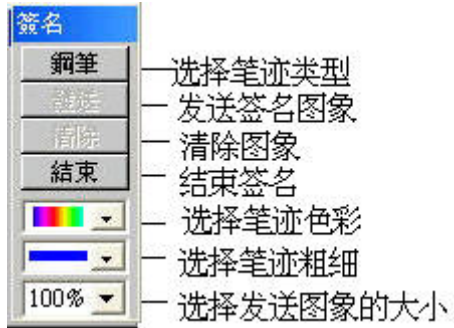 簽名
鋼筆 选择笔迹类型
發送 发送签名图象
清除 清除图象
結束 结束签名
选择笔迹色彩
选择笔迹粗细
100% 选择发送图象的大小